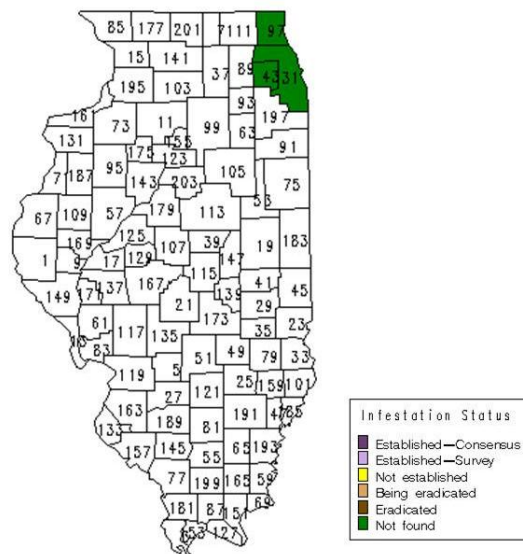 85 177 201 7 111 97
15 141 37 89 43 31
195 103 93
161 73 11 99 197
131 155 63 91
175 123
7 187 95 143 203 105 75
53
67 109 57 179 113
169 125 39 19 183
1 9 17 129 107 147
115 41
149 171 137 167 21 139 29 45
61 173 35 23
13 117 135
83 51 49 79 33
119 5 25 159 101
27 121
163 191 47 185
133 189 81
157 145 65 193
55
77 199 165 59
69
181 87 151
153 127
Infestation Status
Established—Consensus
Established—Survey
Not established
Being eradicated
Eradicated
Not found